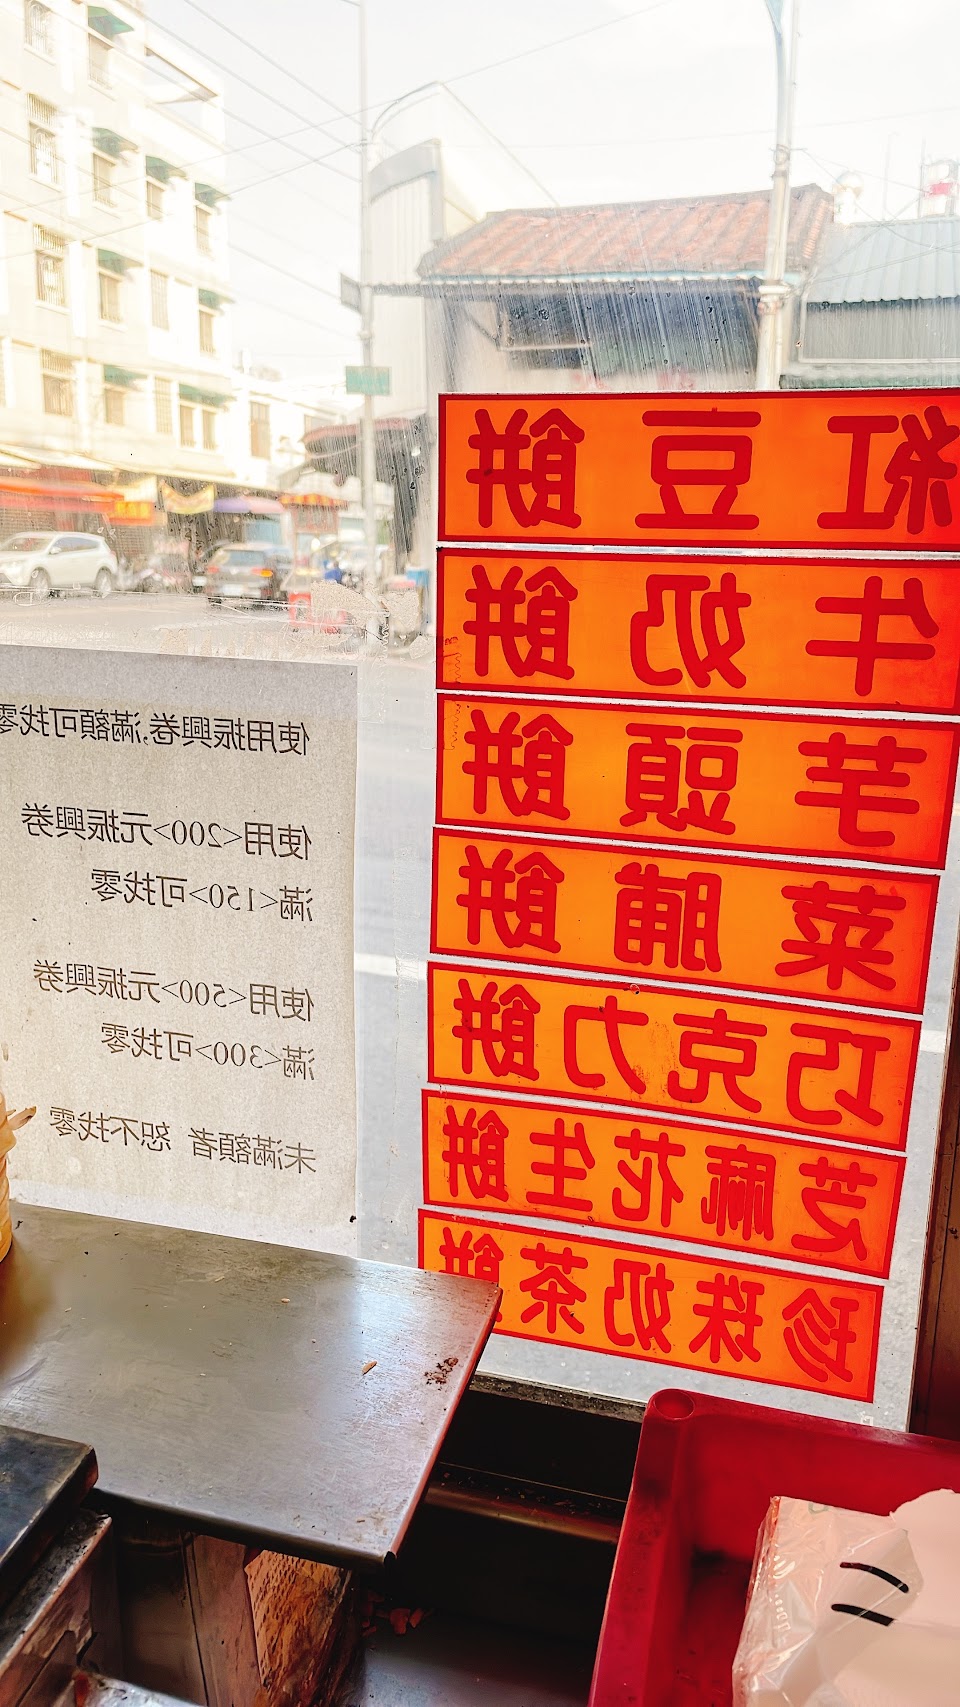 紅豆餅
牛奶餅
芋頭餅
菜脯餅
巧克力餅
芝麻花生餅
珍珠奶茶餅
使用振興卷,滿額可找零
使用<200>元振興券
滿<150>可找零
使用<500>元振興券
滿<300>可找零
未滿額者 恕不找零